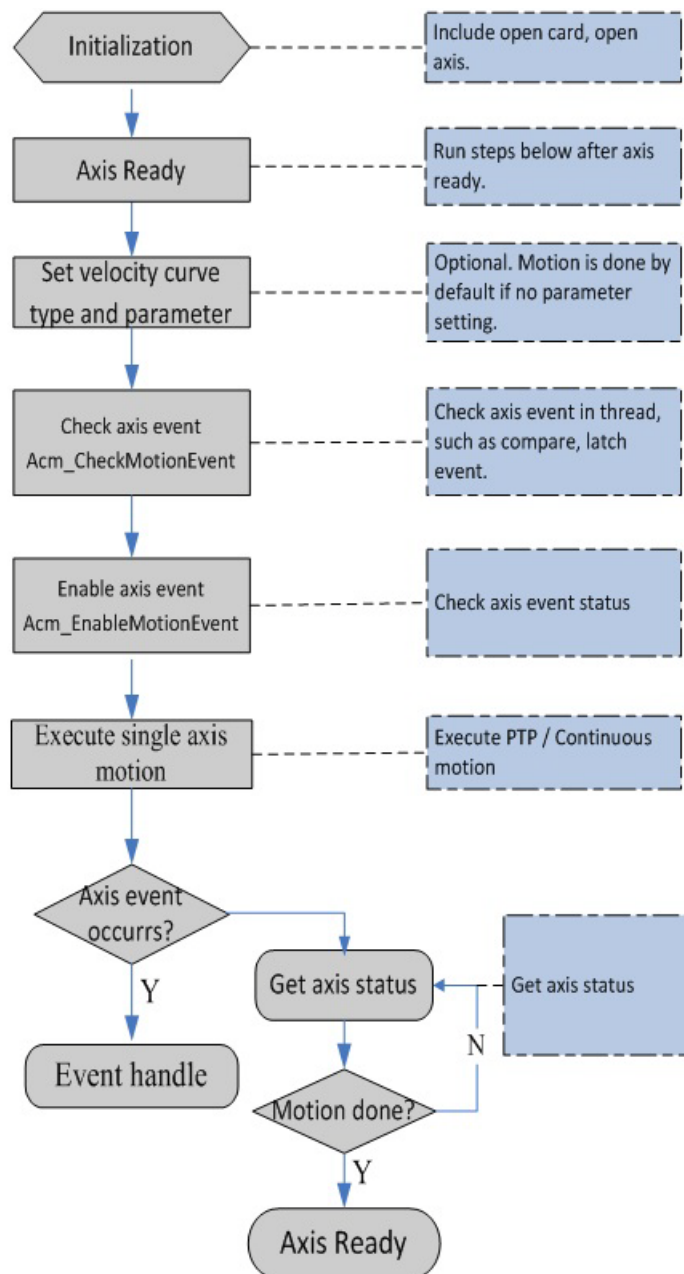 Initialization
Include open card, open
axis.
Axis Ready
Run steps below after axis
ready.
Set velocity curve
type and parameter
Optional. Motion is done by
default if no parameter
setting.
Check axis event
Acm_CheckMotionEvent
Check axis event in thread,
such as compare, latch
event.
Enable axis event
Acm_EnableMotionEvent
Check axis event status
Execute single axis
motion
Execute PTP / Continuous
motion
Axis event
occurrs?
Y
Event handle
Get axis status
Get axis status
N
Motion done?
Y
Axis Ready